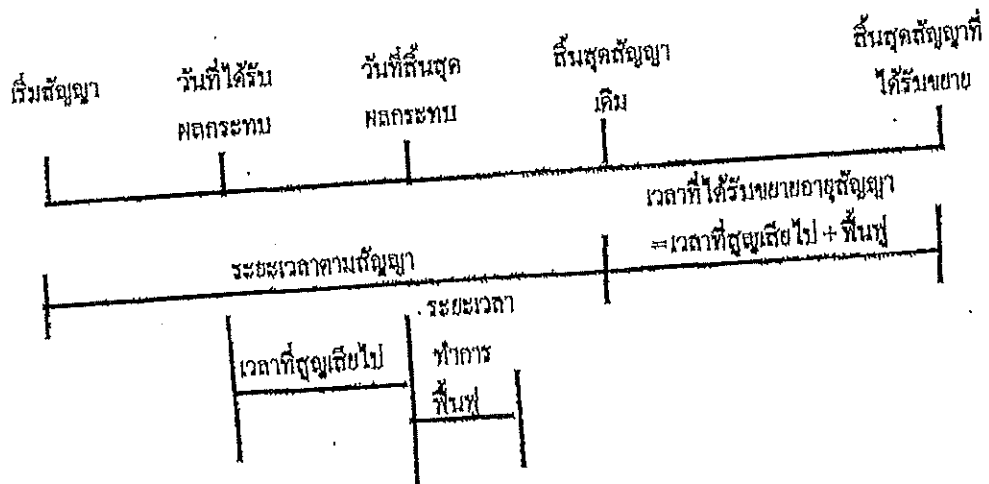 เริ่มสัญญา
วันที่ได้รับ
ผลกระทบ
วันที่สิ้นสุด
ผลกระทบ
สิ้นสุดสัญญา
เดิม
สิ้นสุดสัญญาที่
ได้รับขยาย
เวลาที่ได้รับขยายอายุสัญญา
=เวลาที่สูญเสียไป+ฟื้นฟู
ระยะเวลาตามสัญญา
ระยะเวลา
ทำการ
ฟื้นฟู
เวลาที่สูญเสียไป